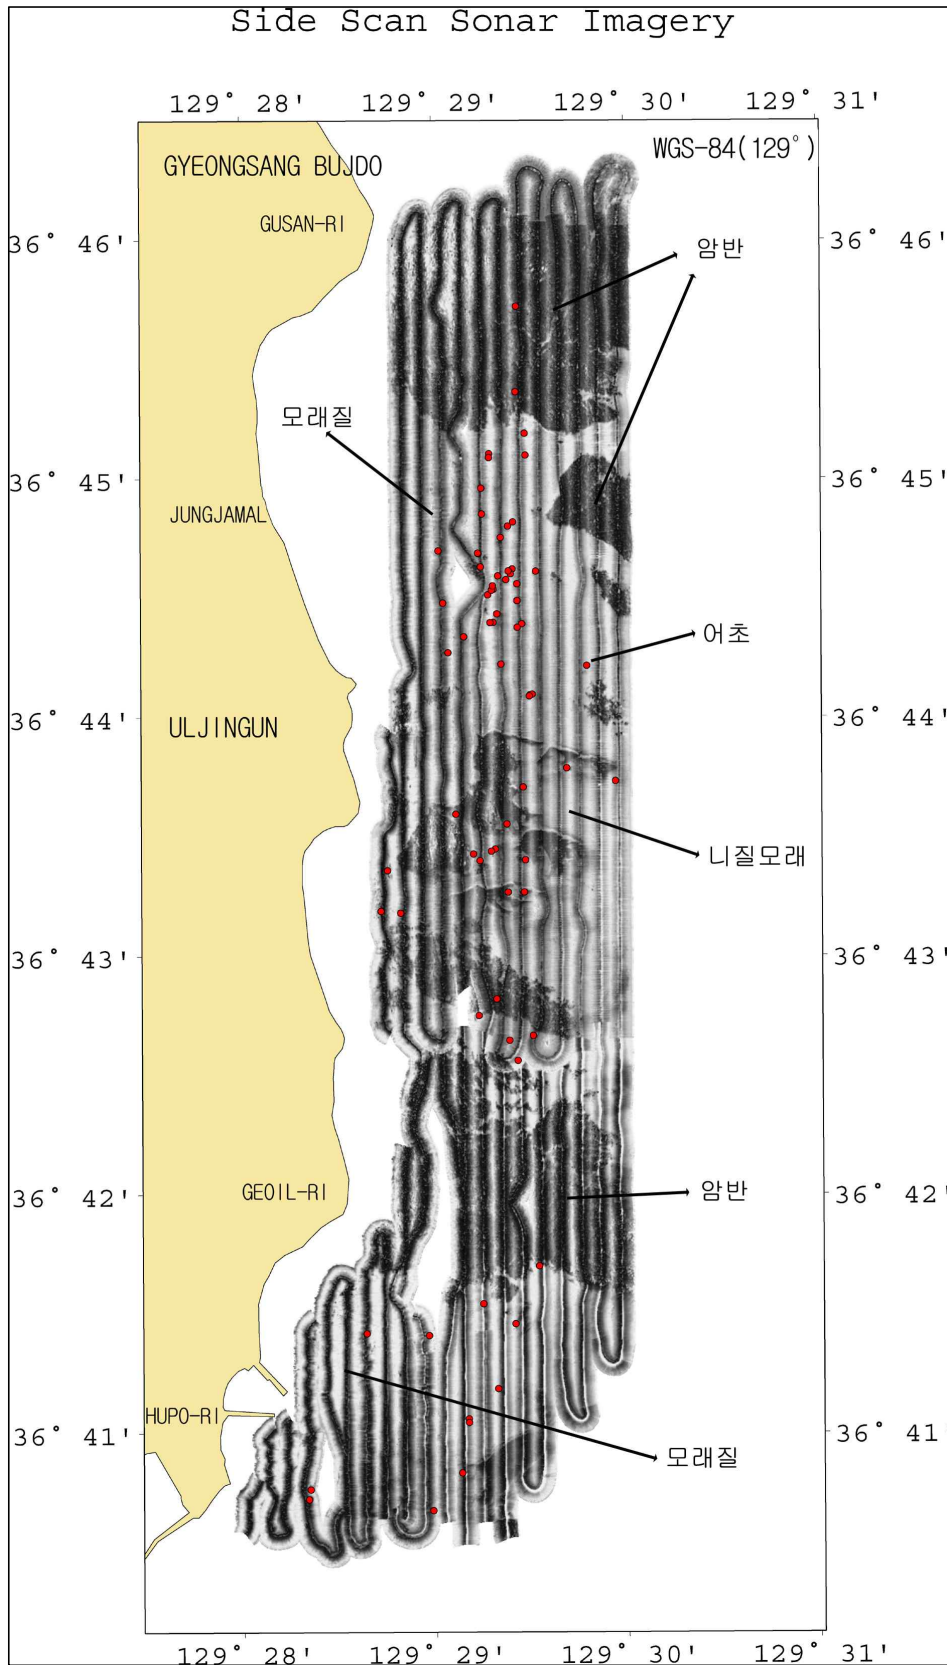 Side Scan Sonar Imagery
129° 28' 129° 29' 129° 30' 129° 31'
WGS-84(129°)
GYEONGSANG BUJDO
GUSAN-RI
36° 46' 36° 46'
암반
모래질
36° 45' 36° 45'
JUNGJAMAL
어초
ULJINGUN
36° 44' 36° 44'
니질모래
36° 43' 36° 43'
암반
GEOIL-RI
36° 42' 36° 42'
HUPO-RI
36° 41' 36° 41'
모래질
129° 28' 129° 29' 129° 30' 129° 31'